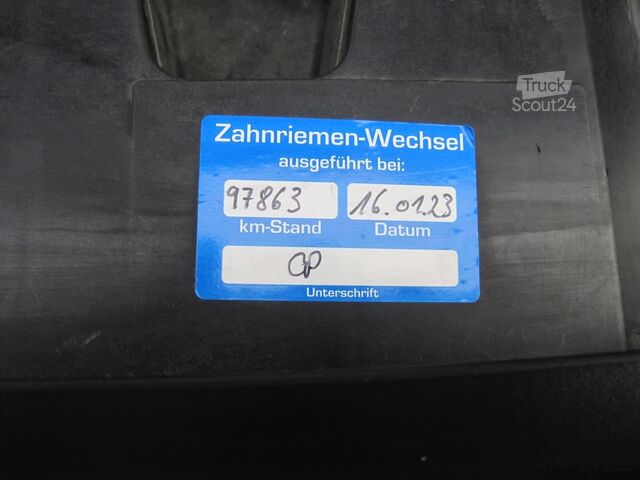 Truck
Scout24
Zahnriemen-Wechsel
ausgeführt bei:
97863 16.01.23
km-Stand Datum
CP
Unterschrift